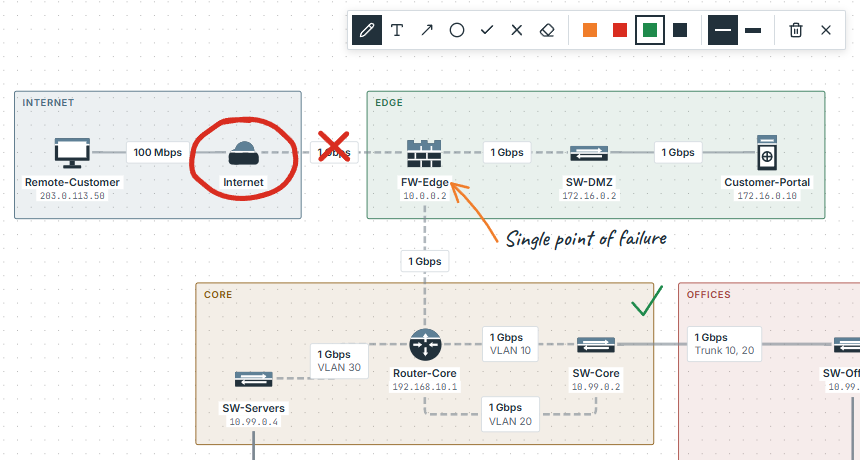 T
INTERNET
EDGE
100 Mbps
1 Gbps
1 Gbps
1 Gbps
Remote-Customer
203.0.113.50
Internet
FW-Edge
10.0.0.2
SW-DMZ
172.16.0.2
Customer-Portal
172.16.0.10
Single point of failure
1 Gbps
CORE
OFFICES
1 Gbps
VLAN 30
1 Gbps
VLAN 10
1 Gbps
Trunk 10, 20
Router-Core
192.168.10.1
SW-Core
10.99.0.2
SW-Off
10.99.
SW-Servers
10.99.0.4
1 Gbps
VLAN 20